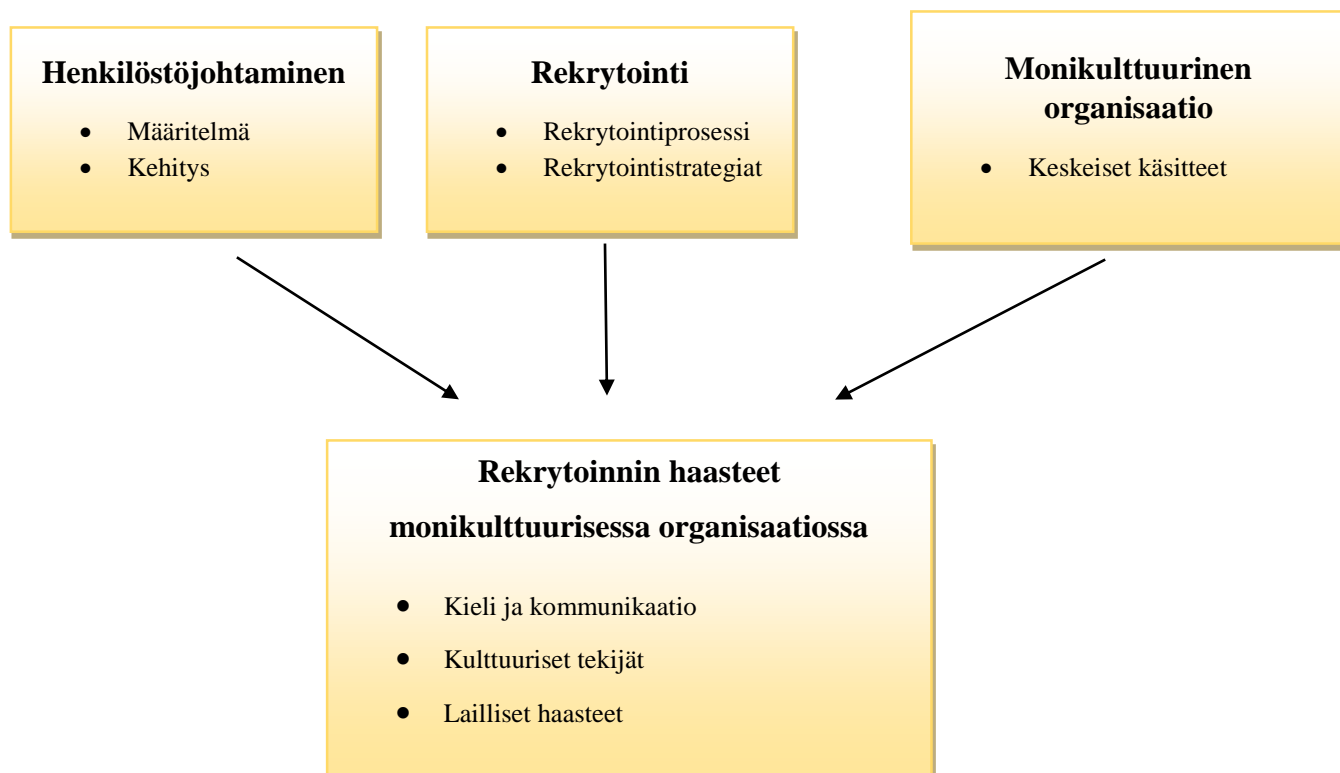 Henkilöstöjohtaminen
• Määritelmä
• Kehitys
Rekrytointi
• Rekrytointiprosessi
• Rekrytointistrategiat
Monikulttuurinen
organisaatio
• Keskeiset käsitteet
Rekrytoinnin haasteet
monikulttuurisessa organisaatiossa
• Kieli ja kommunikaatio
• Kulttuuriset tekijät
• Lailliset haasteet